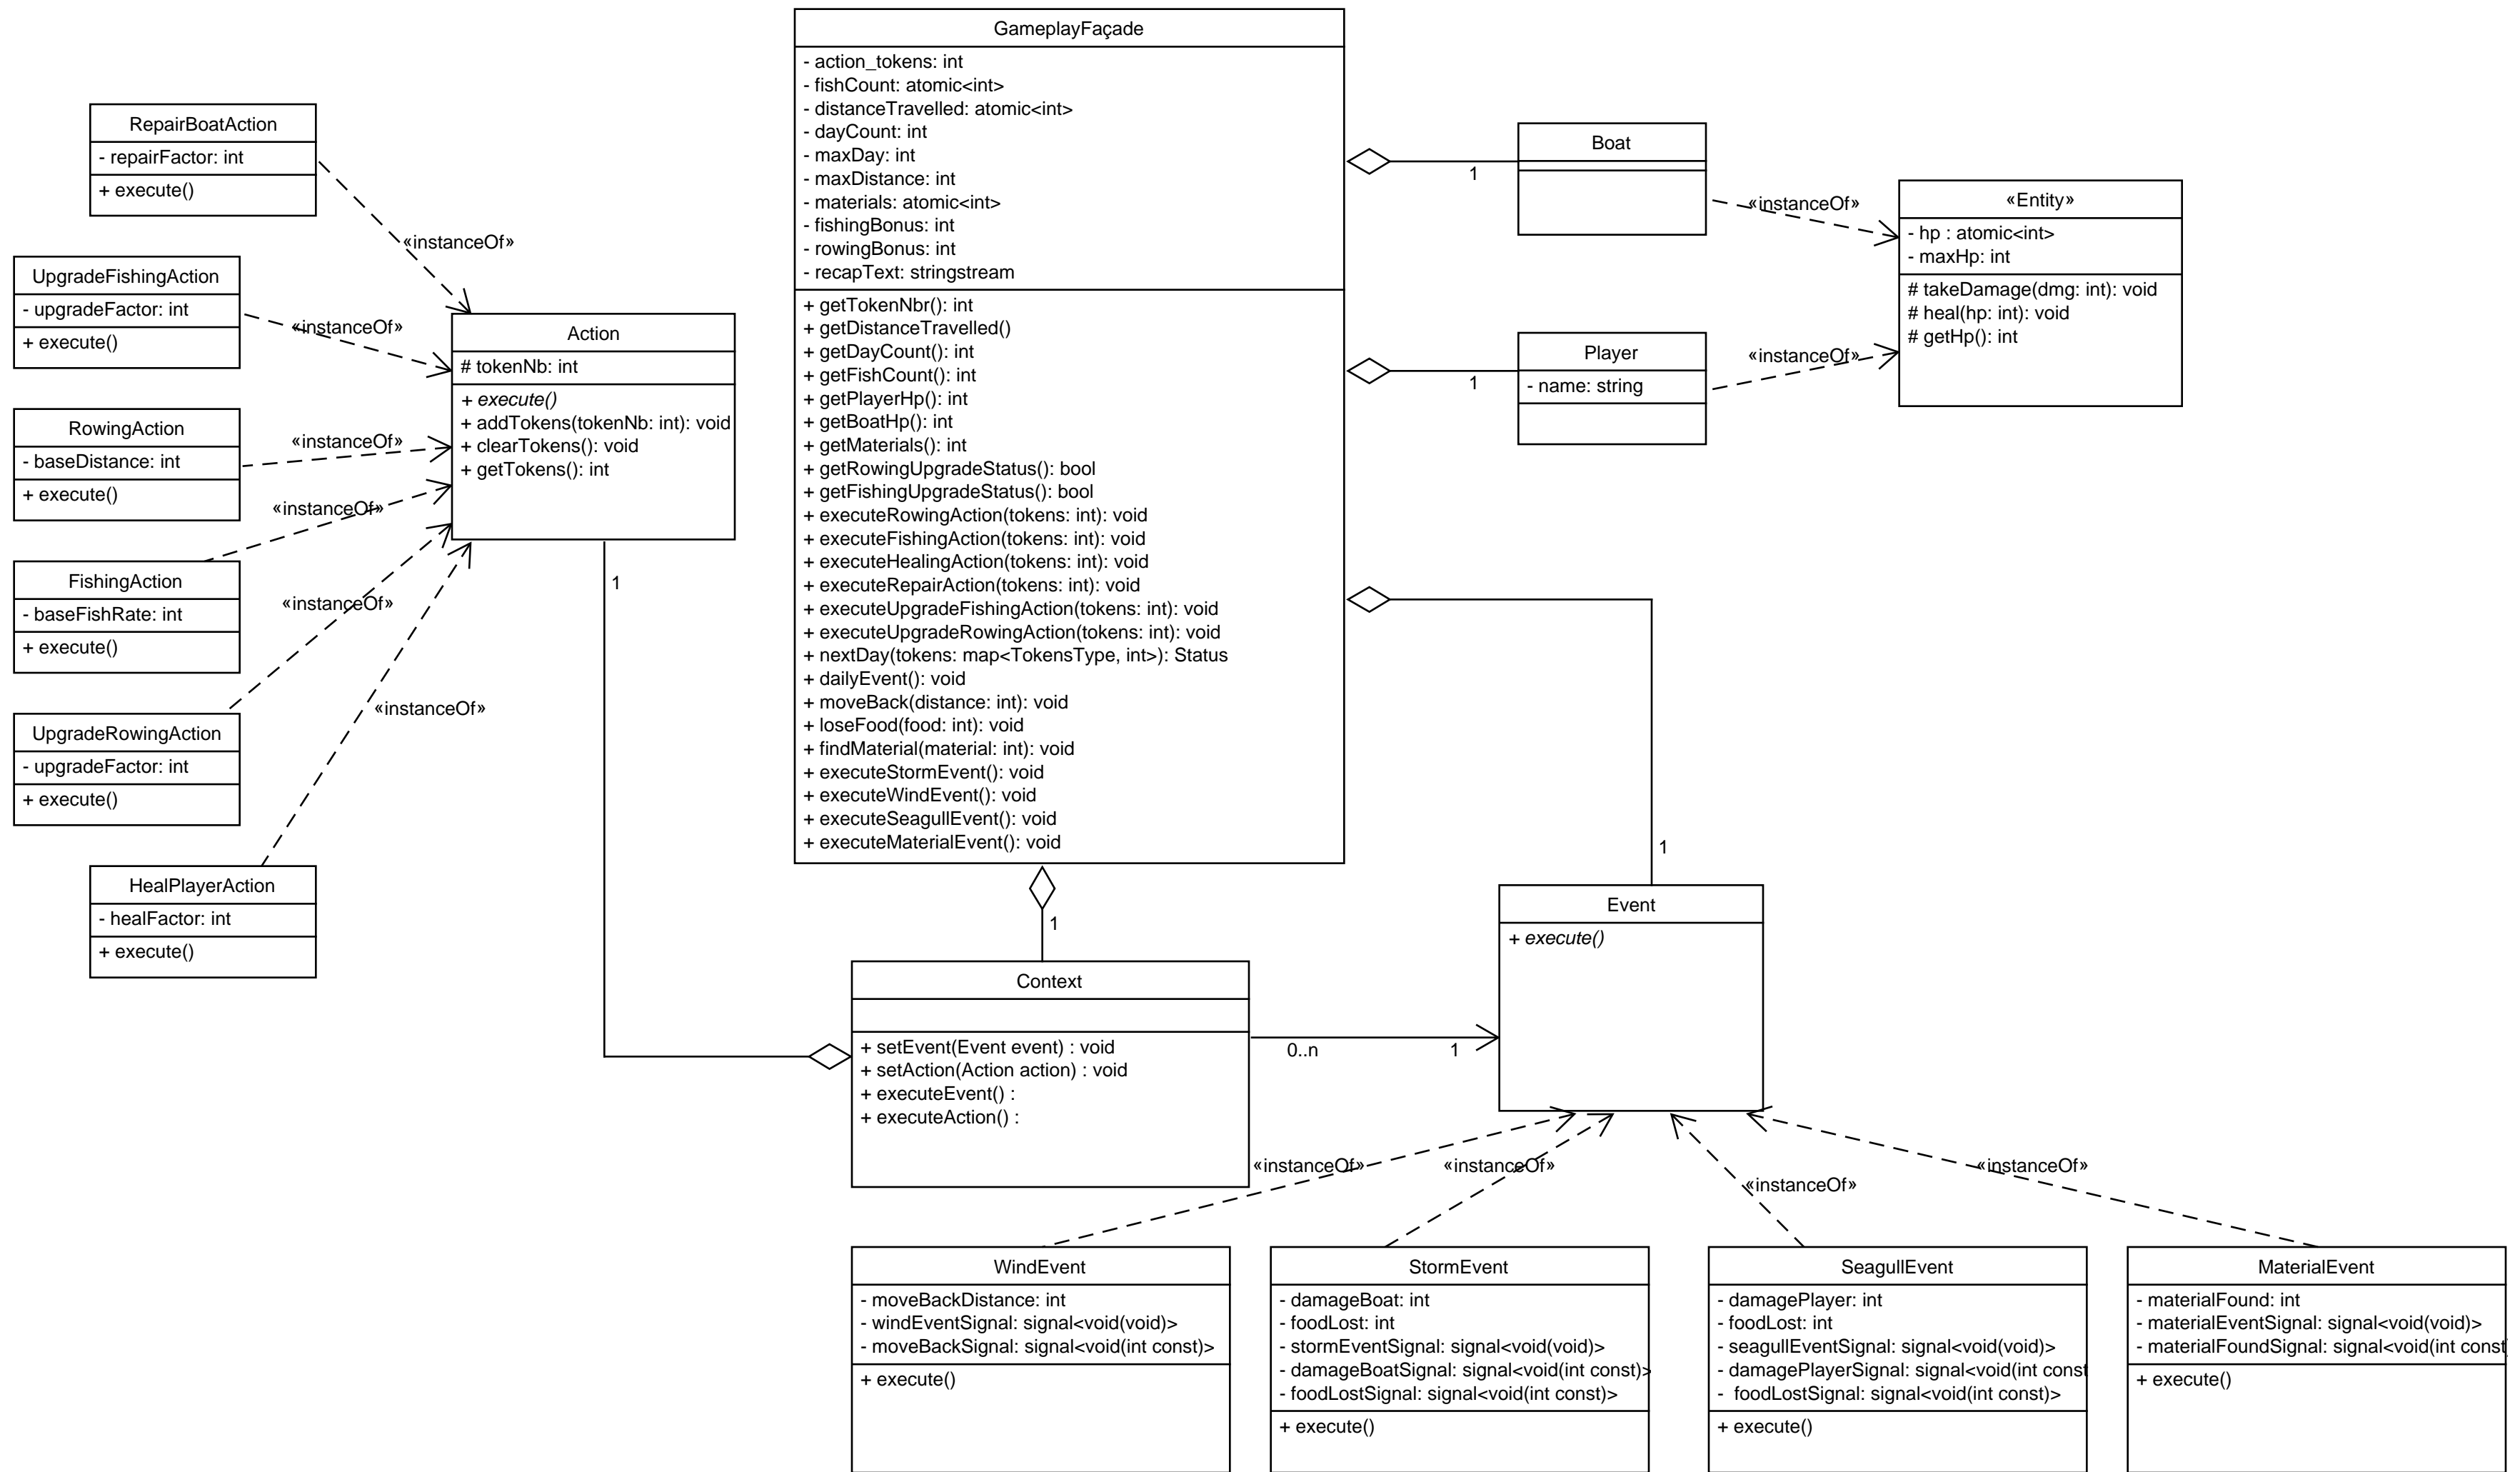 GameplayFaçade
- action_tokens: int
- fishCount: atomic<int>
- distanceTravelled: atomic<int>
- dayCount: int
- maxDay: int
- maxDistance: int
- materials: atomic<int>
- fishingBonus: int
- rowingBonus: int
- recapText: stringstream
+ getTokenNbr(): int
+ getDistanceTravelled()
+ getDayCount(): int
+ getFishCount(): int
+ getPlayerHp(): int
+ getBoatHp(): int
+ getMaterials(): int
+ getRowingUpgradeStatus(): bool
+ getFishingUpgradeStatus(): bool
+ executeRowingAction(tokens: int): void
+ executeFishingAction(tokens: int): void
+ executeHealingAction(tokens: int): void
+ executeRepairAction(tokens: int): void
+ executeUpgradeFishingAction(tokens: int): void
+ executeUpgradeRowingAction(tokens: int): void
+ nextDay(tokens: map<TokensType, int>): Status
+ dailyEvent(): void
+ moveBack(distance: int): void
+ loseFood(food: int): void
+ findMaterial(material: int): void
+ executeStormEvent(): void
+ executeWindEvent(): void
+ executeSeagullEvent(): void
+ executeMaterialEvent(): void
RepairBoatAction
- repairFactor: int
+ execute()
«instanceOf»
UpgradeFishingAction
- upgradeFactor: int
+ execute()
«instanceOf»
RowingAction
- baseDistance: int
+ execute()
«instanceOf»
FishingAction
- baseFishRate: int
+ execute()
«instanceOf»
UpgradeRowingAction
- upgradeFactor: int
+ execute()
«instanceOf»
HealPlayerAction
- healFactor: int
+ execute()
«instanceOf»
Action
# tokenNb: int
+ execute()
+ addTokens(tokenNb: int): void
+ clearTokens(): void
+ getTokens(): int
1
Boat
1
«instanceOf»
Player
- name: string
1
«instanceOf»
«Entity»
- hp : atomic<int>
- maxHp: int
# takeDamage(dmg: int): void
# heal(hp: int): void
# getHp(): int
1
Event
+ execute()
1
Context
+ setEvent(Event event) : void
+ setAction(Action action) : void
+ executeEvent() :
+ executeAction() :
0..n
1
«instanceOf»
«instanceOf»
«instanceOf»
«instanceOf»
WindEvent
- moveBackDistance: int
- windEventSignal: signal<void(void)>
- moveBackSignal: signal<void(int const)>
+ execute()
StormEvent
- damageBoat: int
- foodLost: int
- stormEventSignal: signal<void(void)>
- damageBoatSignal: signal<void(int const)>
- foodLostSignal: signal<void(int const)>
+ execute()
SeagullEvent
- damagePlayer: int
- foodLost: int
- seagullEventSignal: signal<void(void)>
- damagePlayerSignal: signal<void(int const
- foodLostSignal: signal<void(int const)>
+ execute()
MaterialEvent
- materialFound: int
- materialEventSignal: signal<void(void)>
- materialFoundSignal: signal<void(int const
+ execute()